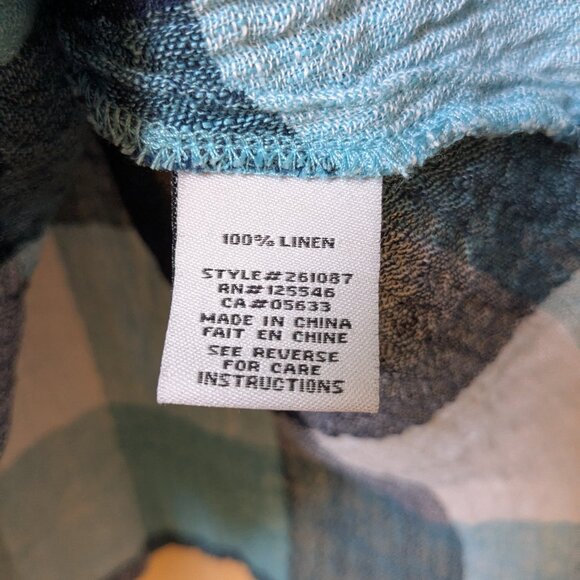 100% LINEN
STYLE# 261087
RN# 125546
CA# 05633
MADE IN CHINA
FAIT EN CHINE
SEE REVERSE
FOR CARE
INSTRUCTIONS